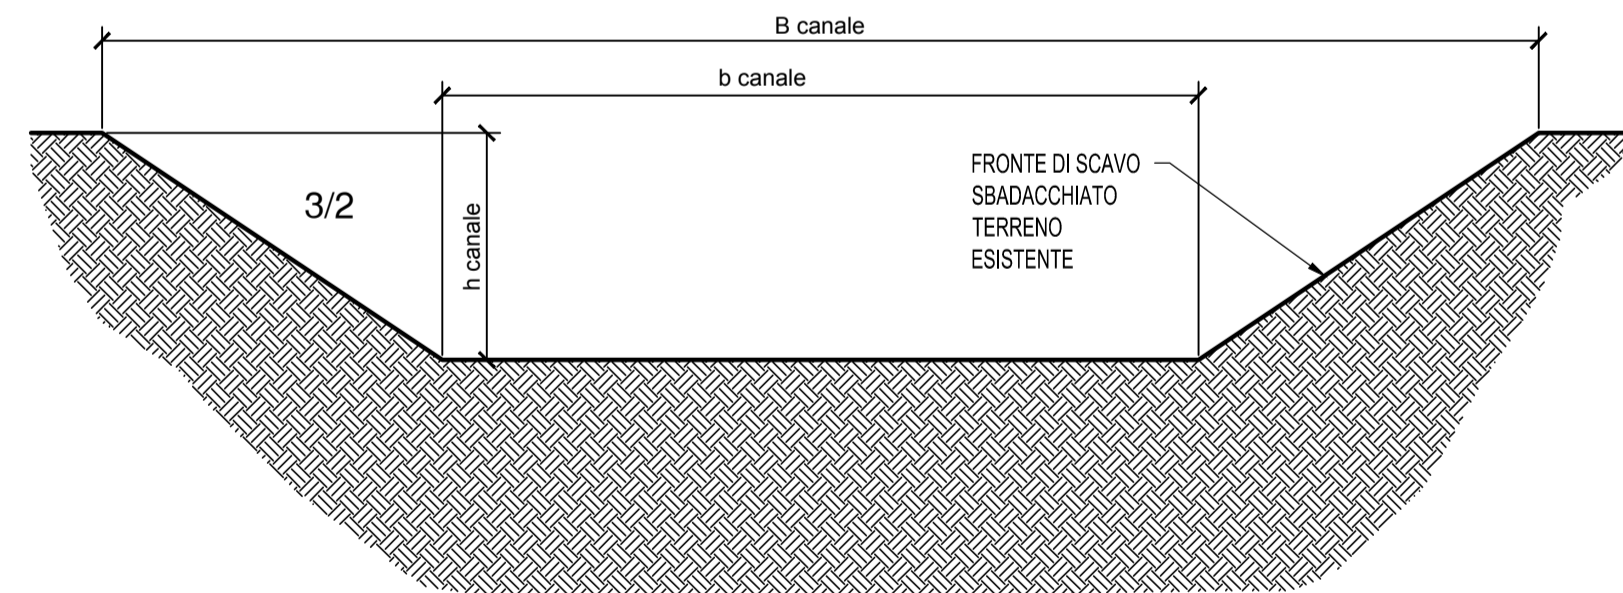 B canale
b canale
FRONTE DI SCAVO
SBADACCHIATO
TERRENO
ESISTENTE
3/2
h canale